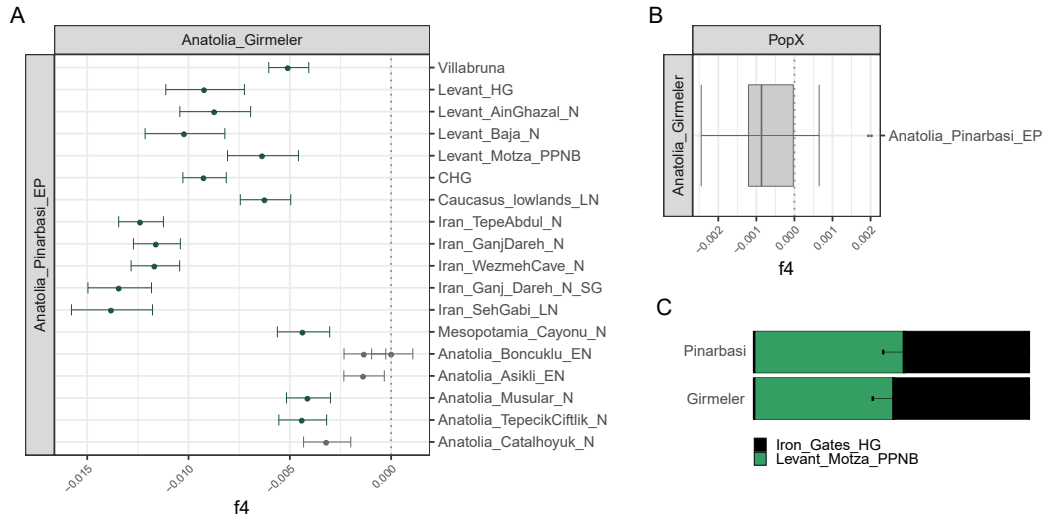 A
Anatolia_Girmeler
Anatolia_Pinarbasi_EP
Villabruna
Levant_HG
Levant_AinGhazal_N
Levant_Baja_N
Levant_Motza_PPNB
CHG
Caucasus_lowlands_LN
Iran_TepeAbdul_N
Iran_GanjDareh_N
Iran_WezmehCave_N
Iran_Ganj_Dareh_N_SG
Iran_SehGabi_LN
Mesopotamia_Cayonu_N
Anatolia_Boncuklu_EN
Anatolia_Asikli_EN
Anatolia_Musular_N
Anatolia_TepecikCiftlik_N
Anatolia_Catalhoyuk_N
−0.015
−0.010
−0.005
0.000
f4
B
PopX
Anatolia_Girmeler
Anatolia_Pinarbasi_EP
−0.002
−0.001
0.000
0.001
0.002
f4
C
Pinarbasi
Girmeler
Iron_Gates_HG
Levant_Motza_PPNB